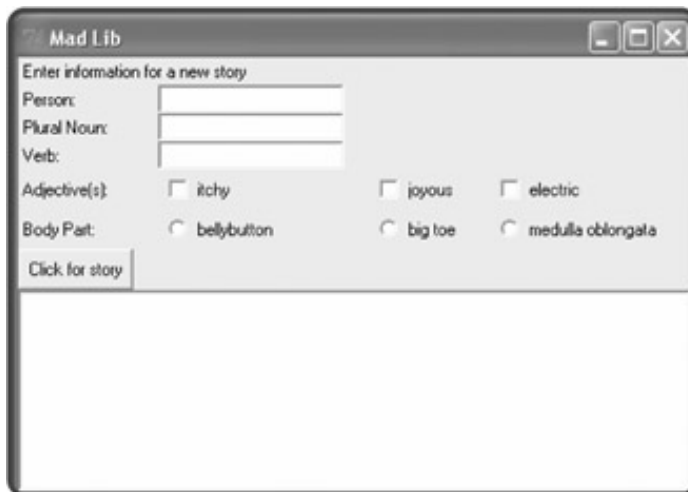 Mad Lib
Enter information for a new story
Person:
Plural Noun:
Verb:
Adjective(s): itchy joyous electric
Body Part: bellybutton big toe medulla oblongata
Click for story